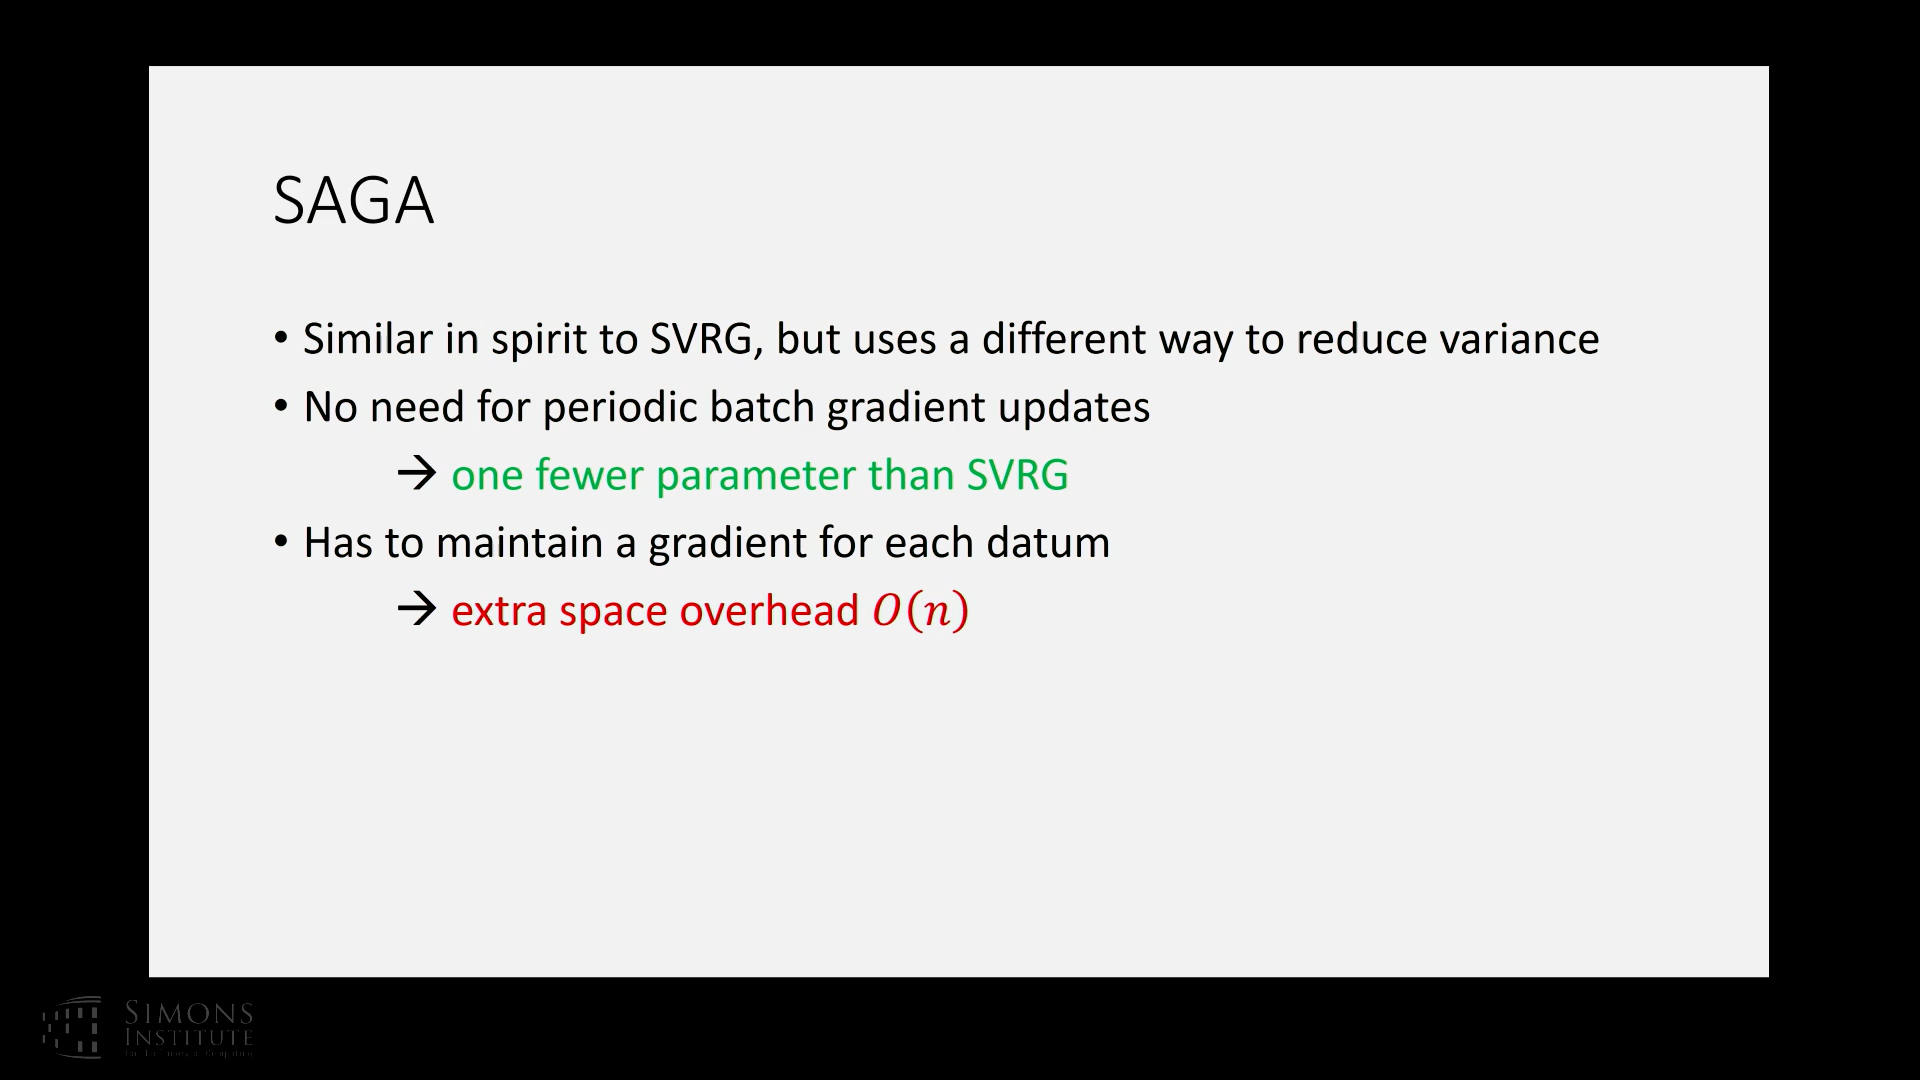 SAGA
• Similar in spirit to SVRG, but uses a different way to reduce variance
• No need for periodic batch gradient updates
→ one fewer parameter than SVRG
• Has to maintain a gradient for each datum
→ extra space overhead O(n)
SIMONS
INSTITUTE